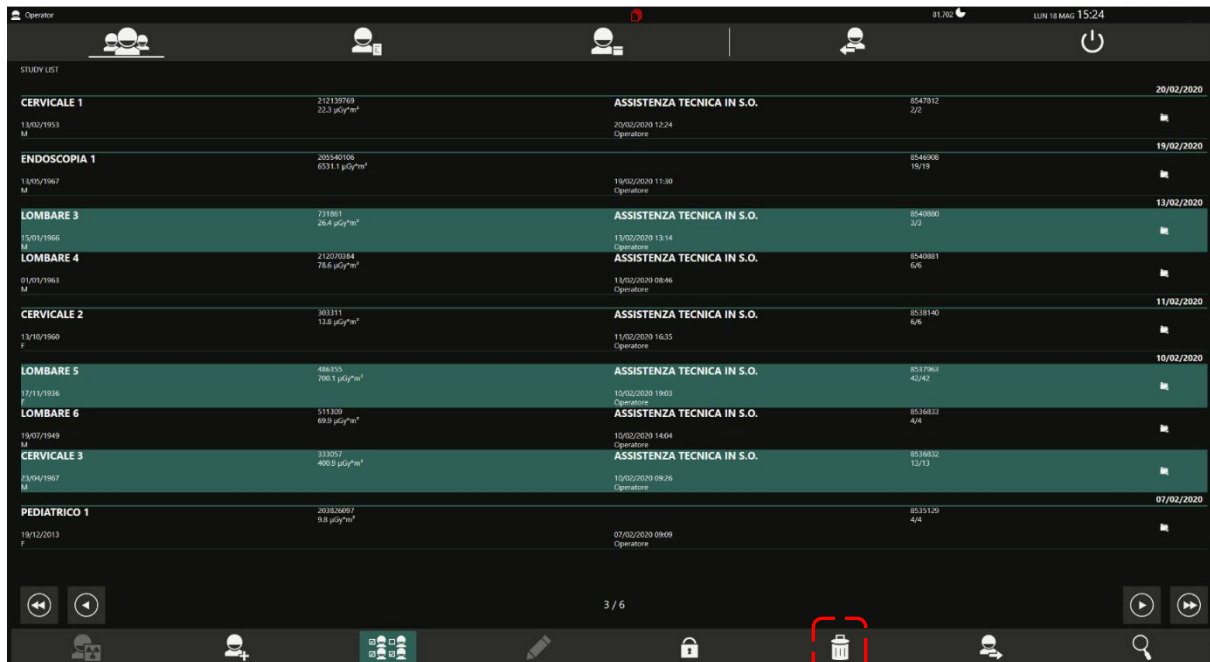 Operator 81,702 LUN 18 MAG 15:24
STUDY LIST
20/02/2020
CERVICALE 1 212139769 ASSISTENZA TECNICA IN S.O. 8547812
22.3 µGy*m² 2/2
13/02/1953 20/02/2020 12:24
M Operatore
19/02/2020
ENDOSCOPIA 1 205540106 8546908
6531.1 µGy*m² 19/19
13/05/1967 19/02/2020 11:30
M Operatore
13/02/2020
LOMBARE 3 731861 ASSISTENZA TECNICA IN S.O. 8540880
26.4 µGy*m² 3/3
15/01/1966 13/02/2020 13:14
M Operatore
LOMBARE 4 212070384 ASSISTENZA TECNICA IN S.O. 8540881
78.6 µGy*m² 6/6
01/01/1963 13/02/2020 08:46
M Operatore
11/02/2020
CERVICALE 2 303311 ASSISTENZA TECNICA IN S.O. 8538140
13.8 µGy*m² 6/6
13/10/1960 11/02/2020 16:35
F Operatore
10/02/2020
LOMBARE 5 486355 ASSISTENZA TECNICA IN S.O. 8537963
700.1 µGy*m² 42/42
17/11/1936 10/02/2020 19:03
F Operatore
LOMBARE 6 511309 ASSISTENZA TECNICA IN S.O. 8536833
69.9 µGy*m² 4/4
19/07/1949 10/02/2020 14:04
M Operatore
CERVICALE 3 333057 ASSISTENZA TECNICA IN S.O. 8536832
400.9 µGy*m² 13/13
23/04/1967 10/02/2020 09:26
M Operatore
07/02/2020
PEDIATRICO 1 203826097 8535129
9.8 µGy*m² 4/4
19/12/2013 07/02/2020 09:09
F Operatore
3 / 6